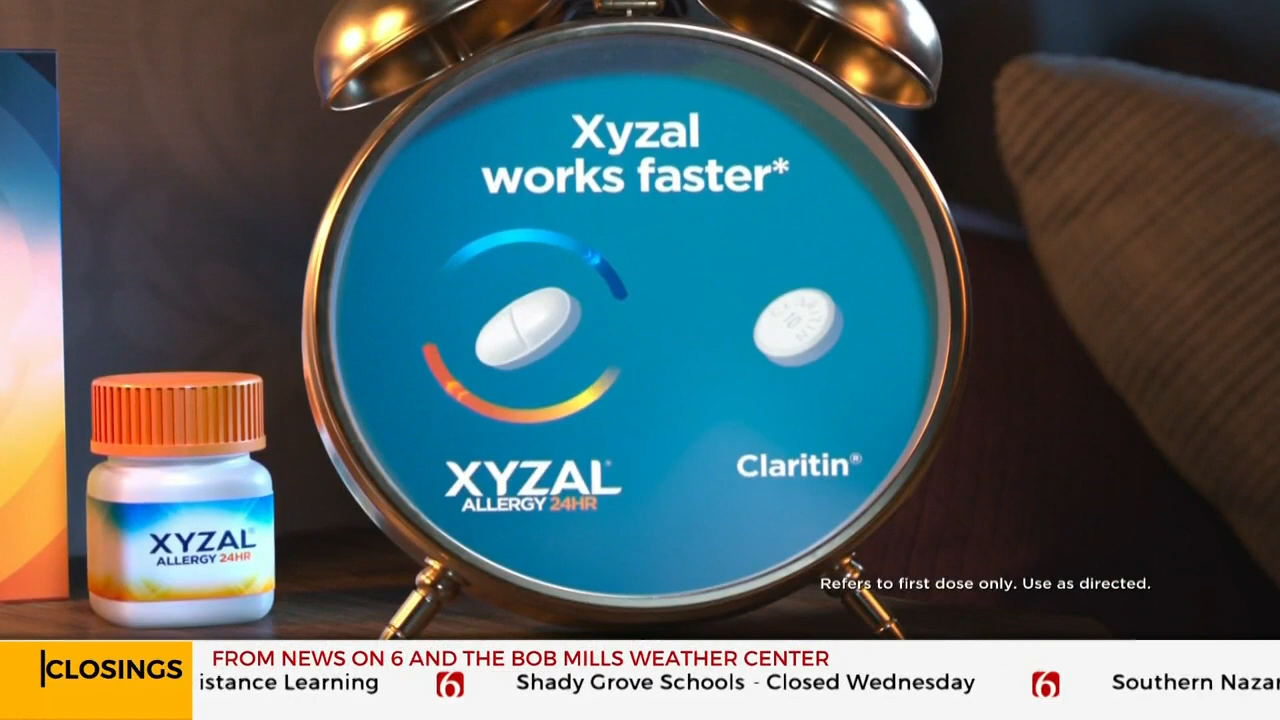 Xyzal
works faster*
XYZAL®
ALLERGY 24HR
Claritin®
XYZAL®
ALLERGY 24HR
Refers to first dose only. Use as directed.
CLOSINGS
FROM NEWS ON 6 AND THE BOB MILLS WEATHER CENTER
istance Learning 6 Shady Grove Schools - Closed Wednesday 6 Southern Nazar